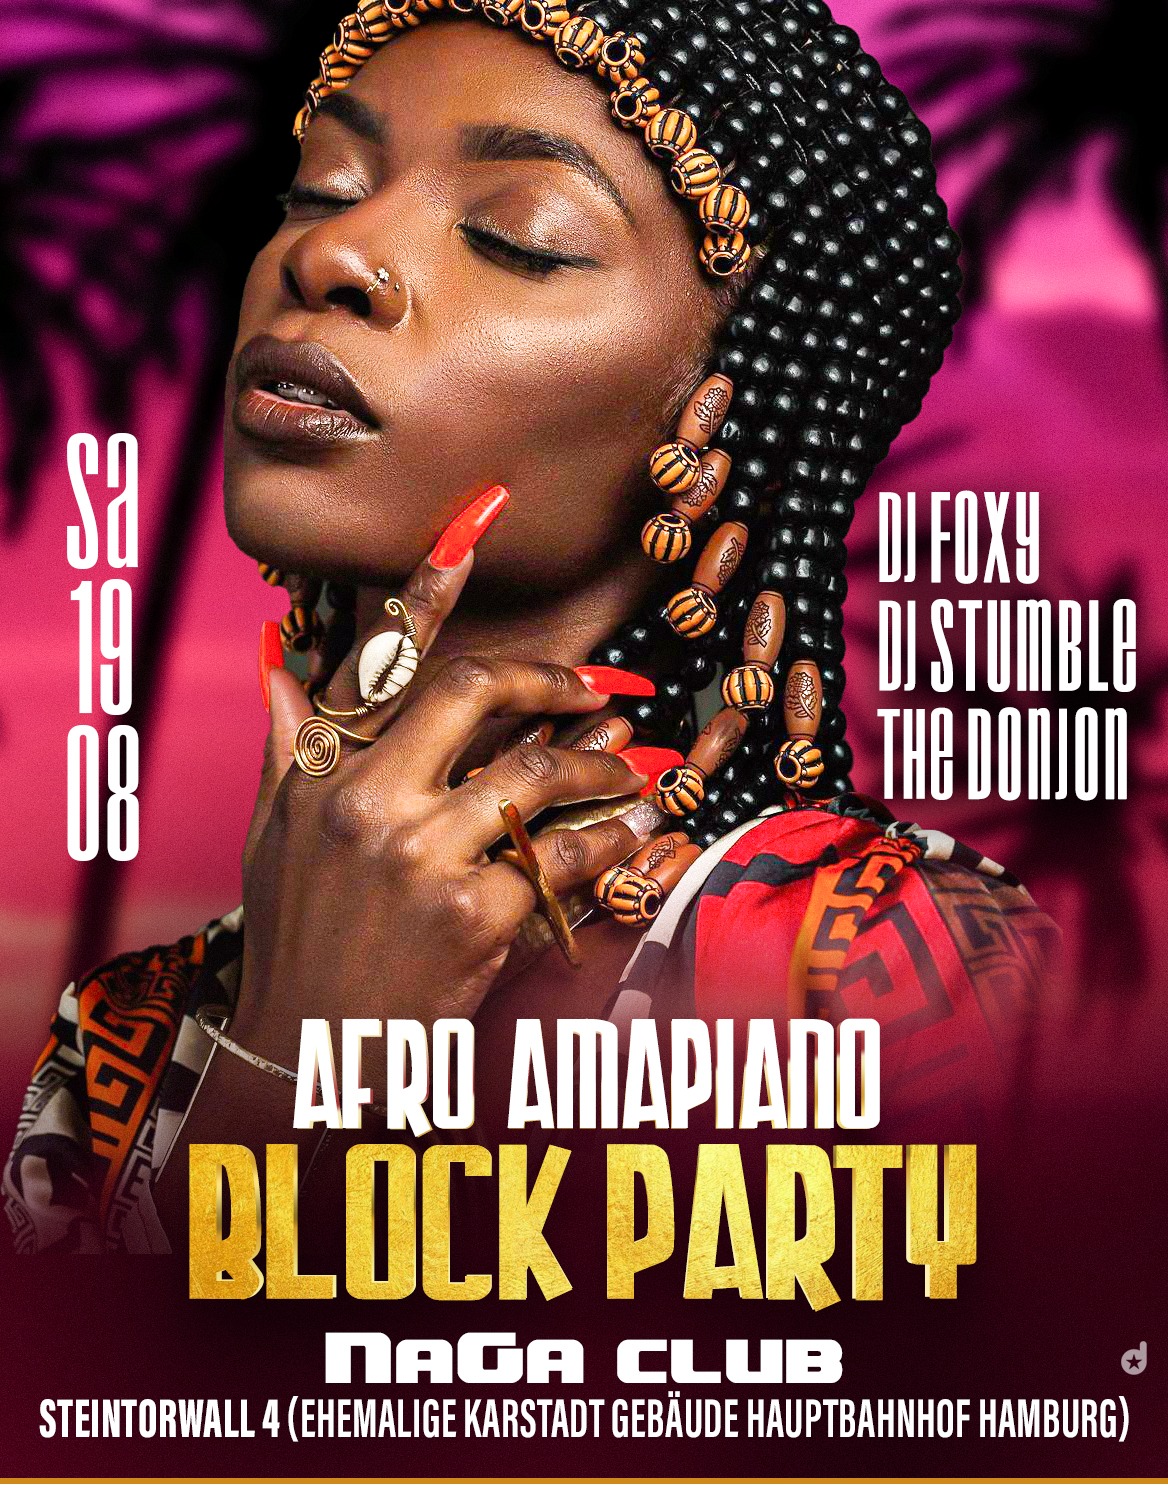 Sa
19
08
DJ FOXY
DJ STUMBLE
THE DONJON
AFRO AMAPIANO
BLOCK PARTY
NAGA CLUB
STEINTORWALL 4 (EHEMALIGE KARSTADT GEBÄUDE HAUPTBAHNHOF HAMBURG)
d